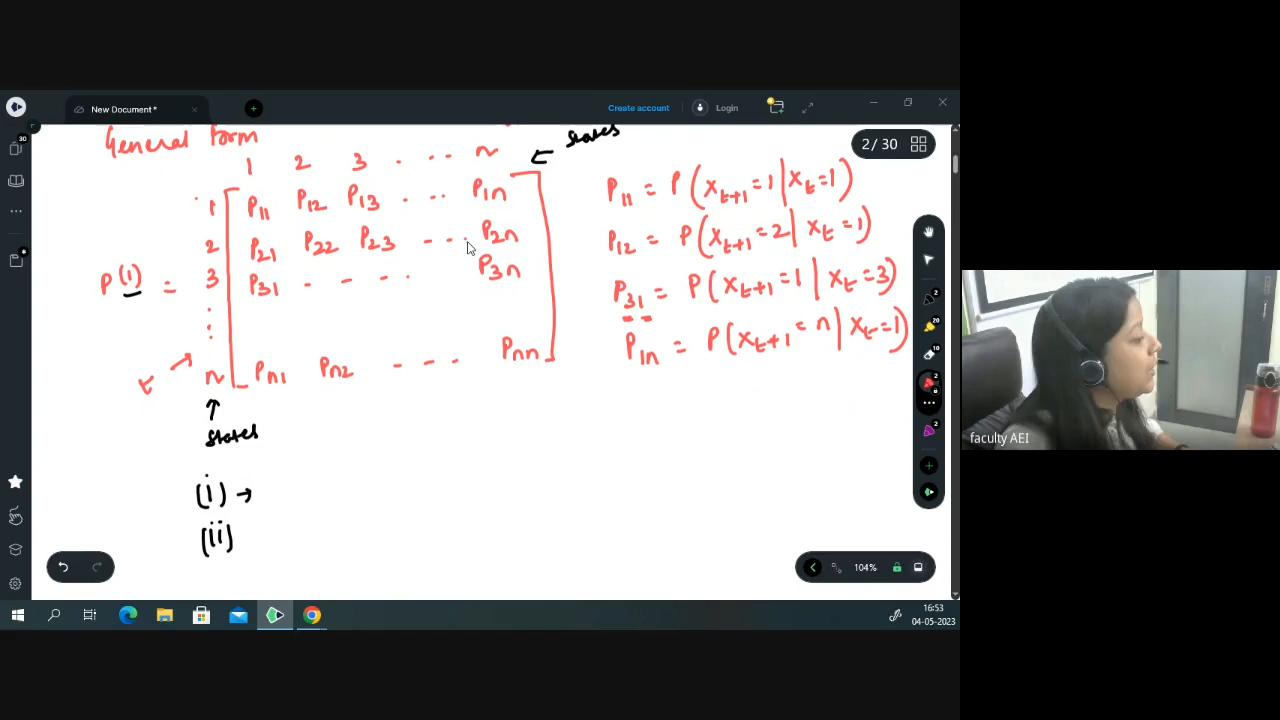 New Document*
Create account
Login
General Form
states
2 / 30
1 2 3 . . . n
1 P11 P12 P13 . . . P1n
2 P21 P22 P23 - - . P2n
P(1) = 3 P31 . - - . P3n
n Pn1 Pn2 - - . Pnn
t
states
(i) →
(ii)
P11 = P(Xt+1 = 1 | Xt = 1)
P12 = P(Xt+1 = 2 | Xt = 1)
P31 = P(Xt+1 = 1 | Xt = 3)
P1n = P(Xt+1 = n | Xt = 1)
faculty AEI
104%
16:53
04-05-2023